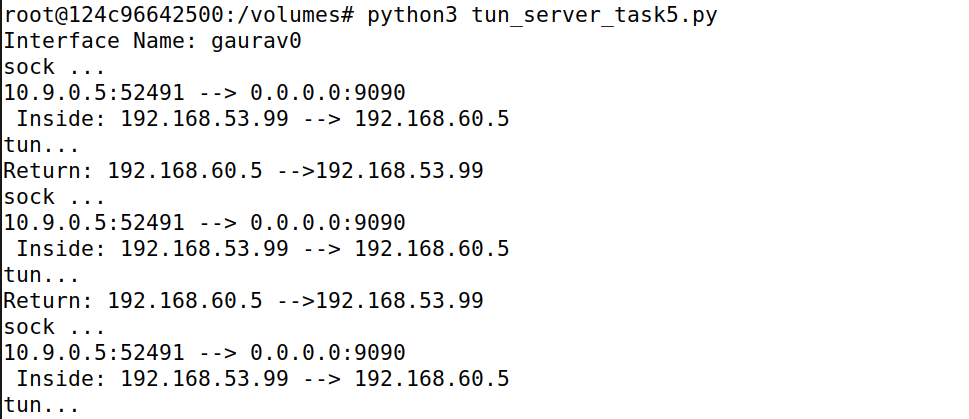 root@124c96642500:/volumes# python3 tun_server_task5.py
Interface Name: gaurav0
sock ...
10.9.0.5:52491 --> 0.0.0.0:9090
 Inside: 192.168.53.99 --> 192.168.60.5
tun...
Return: 192.168.60.5 -->192.168.53.99
sock ...
10.9.0.5:52491 --> 0.0.0.0:9090
 Inside: 192.168.53.99 --> 192.168.60.5
tun...
Return: 192.168.60.5 -->192.168.53.99
sock ...
10.9.0.5:52491 --> 0.0.0.0:9090
 Inside: 192.168.53.99 --> 192.168.60.5
tun...